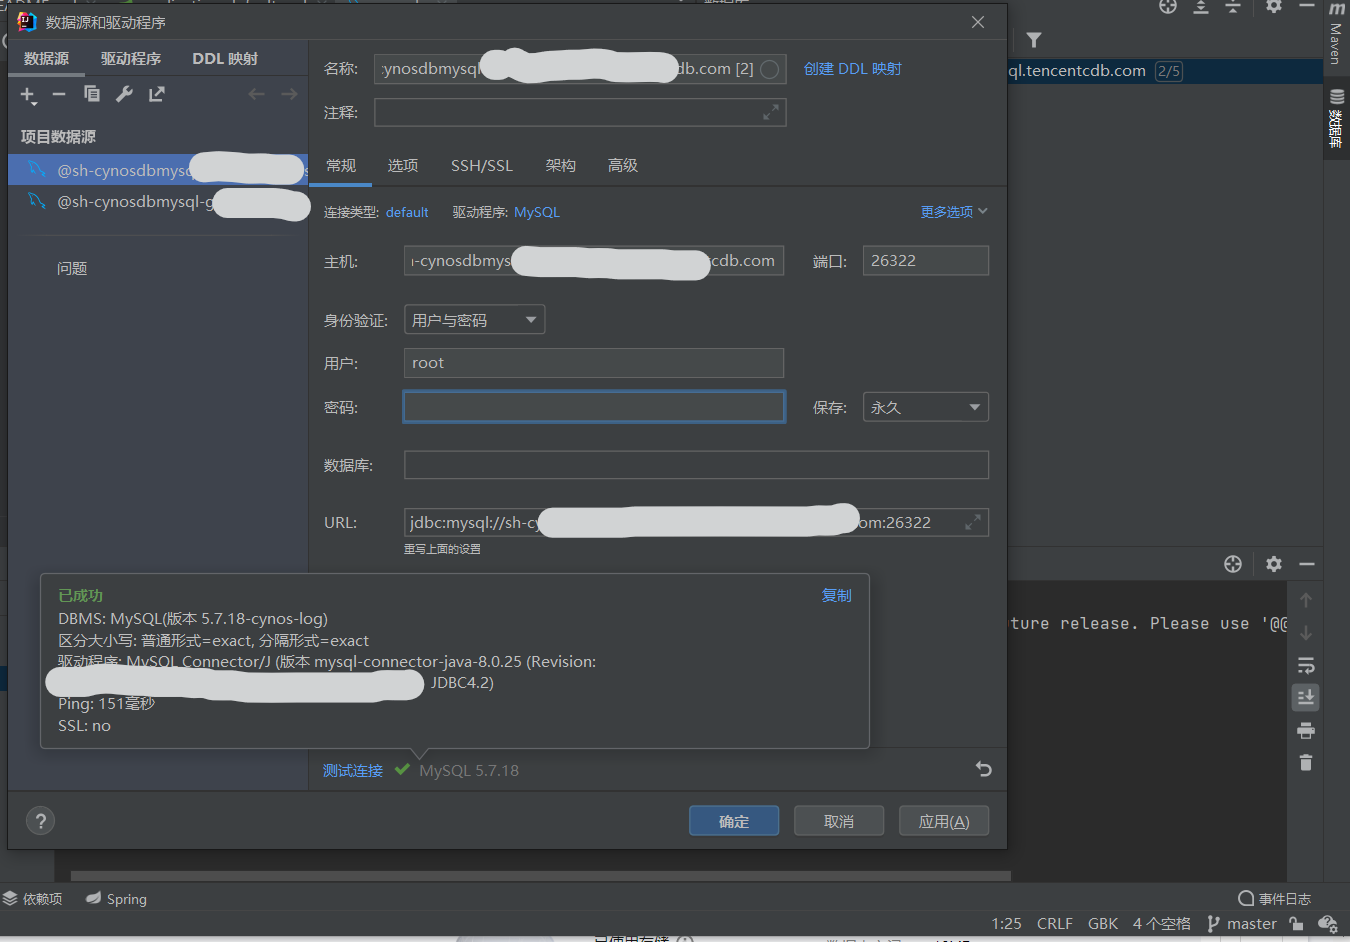 数据源和驱动程序
数据源 驱动程序 DDL 映射
项目数据源
@sh-cynosdbmysq
@sh-cynosdbmysql-g
问题
名称: cynosdbmysql db.com [2] 创建 DDL 映射
注释:
常规 选项 SSH/SSL 架构 高级
连接类型: default 驱动程序: MySQL 更多选项
主机: -cynosdbmys cdb.com 端口: 26322
身份验证: 用户与密码
用户: root
密码: 保存: 永久
数据库:
URL: jdbc:mysql://sh-cy om:26322
重写上面的设置
已成功 复制
DBMS: MySQL(版本 5.7.18-cynos-log)
区分大小写: 普通形式=exact, 分隔形式=exact
驱动程序: MySQL Connector/J (版本 mysql-connector-java-8.0.25 (Revision:
JDBC4.2)
Ping: 151毫秒
SSL: no
测试连接 MySQL 5.7.18
? 确定 取消 应用(A)
ql.tencentcdb.com 2/5
Maven
数据库
ture release. Please use '@@
依赖项 Spring 事件日志
1:25 CRLF GBK 4 个空格 master